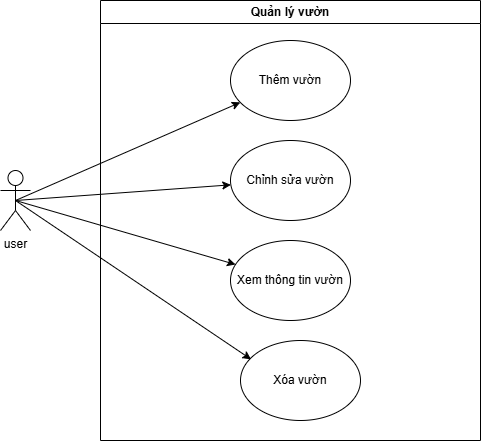 Quản lý vườn
Thêm vườn
Chỉnh sửa vườn
user
Xem thông tin vườn
Xóa vườn